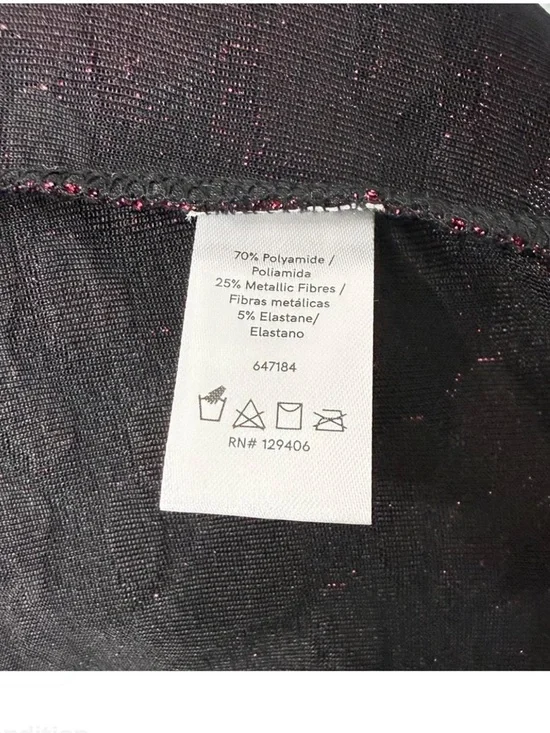 70% Polyamide /
Poliamida
25% Metallic Fibres /
Fibras metálicas
5% Elastane/
Elastano
647184
RN# 129406